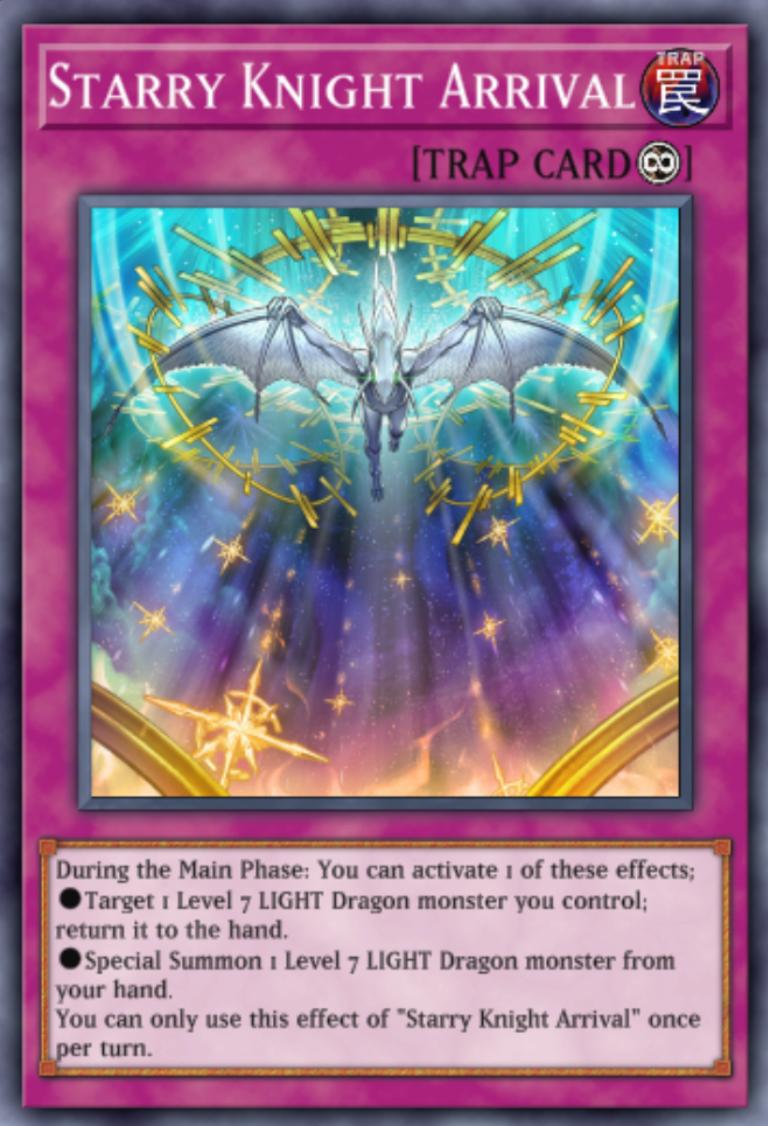 STARRY KNIGHT ARRIVAL
TRAP
罠
[TRAP CARD]
During the Main Phase: You can activate 1 of these effects;
●Target 1 Level 7 LIGHT Dragon monster you control;
return it to the hand.
●Special Summon 1 Level 7 LIGHT Dragon monster from
your hand.
You can only use this effect of "Starry Knight Arrival" once
per turn.